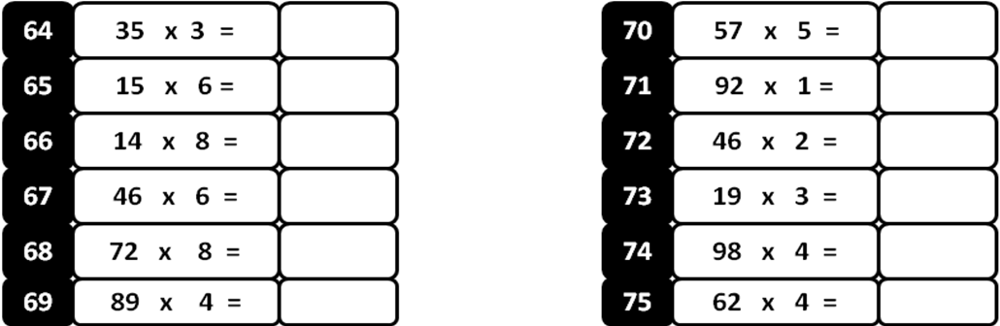 64 35 x 3 =
65 15 x 6 =
66 14 x 8 =
67 46 x 6 =
68 72 x 8 =
69 89 x 4 =
70 57 x 5 =
71 92 x 1 =
72 46 x 2 =
73 19 x 3 =
74 98 x 4 =
75 62 x 4 =